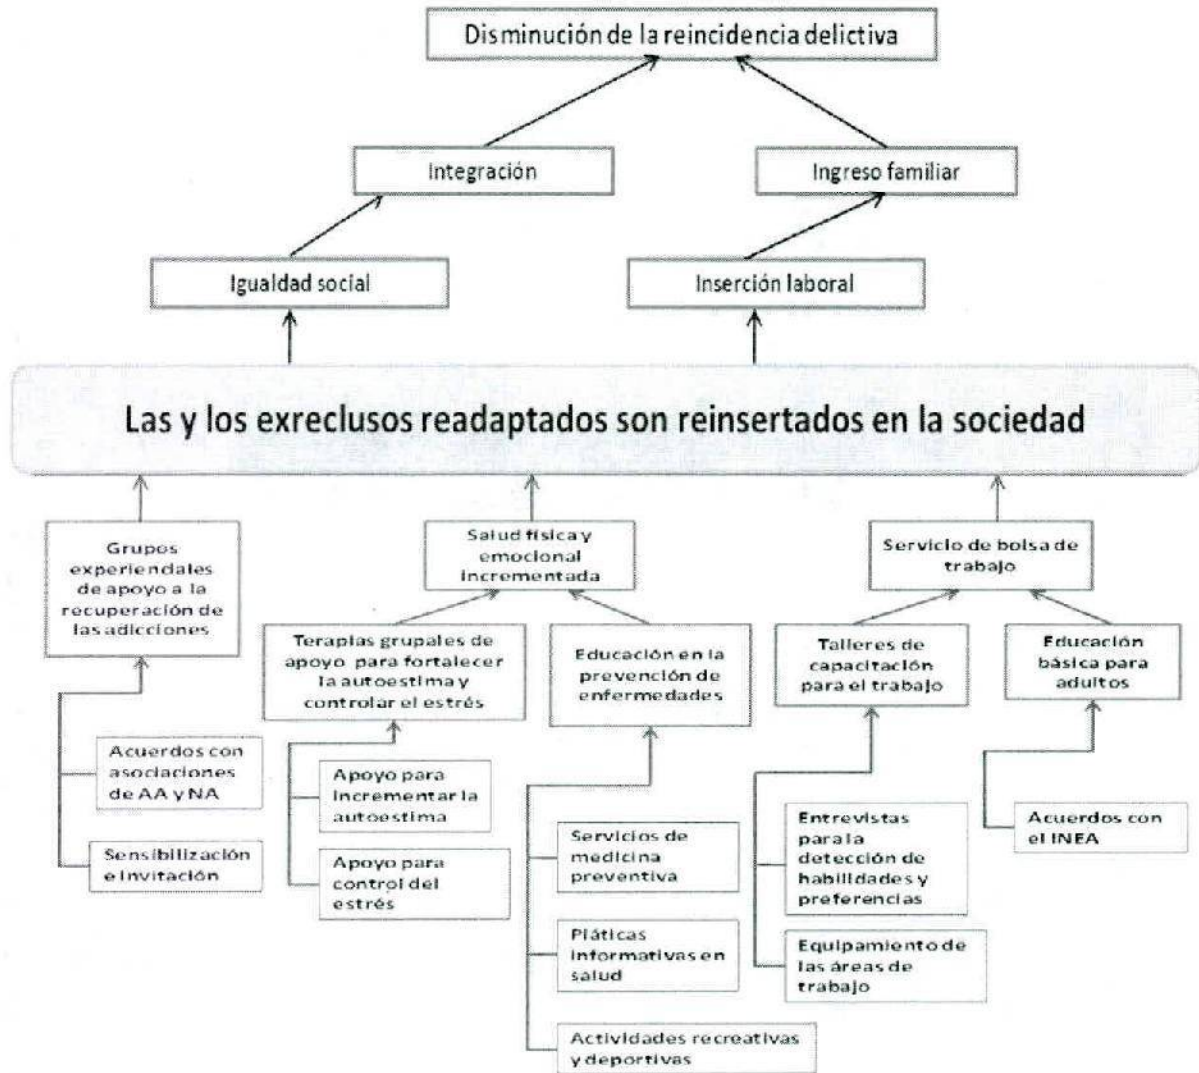 Disminución de la reincidencia delictiva
Integración
Ingreso familiar
Igualdad social
Inserción laboral
Las y los exreclusos readaptados son reinsertados en la sociedad
Grupos
experienciales
de apoyo a la
recuperación de
las adicciones
Salud física y
emocional
incrementada
Servicio de bolsa de
trabajo
Terapias grupales de
apoyo para fortalecer
la autoestima y
controlar el estrés
Educación en la
prevención de
enfermedades
Talleres de
capacitación
para el trabajo
Educación
básica para
adultos
Acuerdos con
asociaciones
de AA y NA
Sensibilización
e invitación
Apoyo para
incrementar la
autoestima
Apoyo para
control del
estrés
Servicios de
medicina
preventiva
Pláticas
informativas en
salud
Actividades recreativas
y deportivas
Entrevistas
para la
detección de
habilidades y
preferencias
Equipamiento de
las áreas de
trabajo
Acuerdos con
el INEA